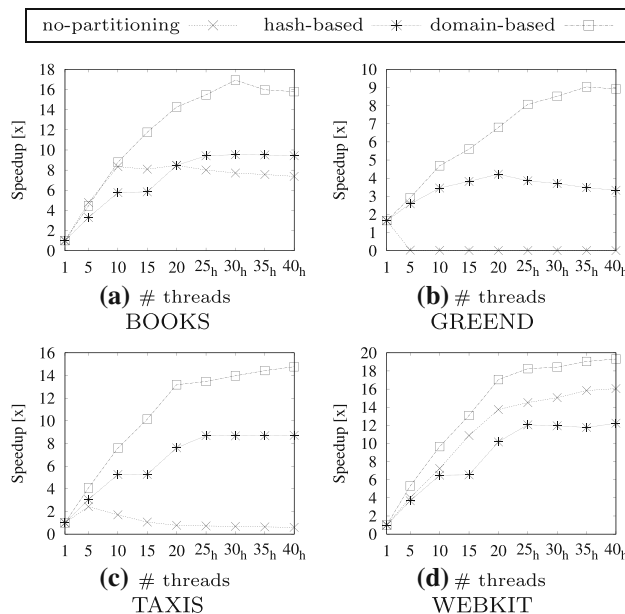 no-partitioning hash-based domain-based
18
16
14
12
10
8
6
4
2
0
Speedup [x]
1 5 10 15 20 25h 30h 35h 40h
(a) # threads
BOOKS
10
9
8
7
6
5
4
3
2
1
0
Speedup [x]
1 5 10 15 20 25h 30h 35h 40h
(b) # threads
GREEND
16
14
12
10
8
6
4
2
0
Speedup [x]
1 5 10 15 20 25h 30h 35h 40h
(c) # threads
TAXIS
20
18
16
14
12
10
8
6
4
2
0
Speedup [x]
1 5 10 15 20 25h 30h 35h 40h
(d) # threads
WEBKIT